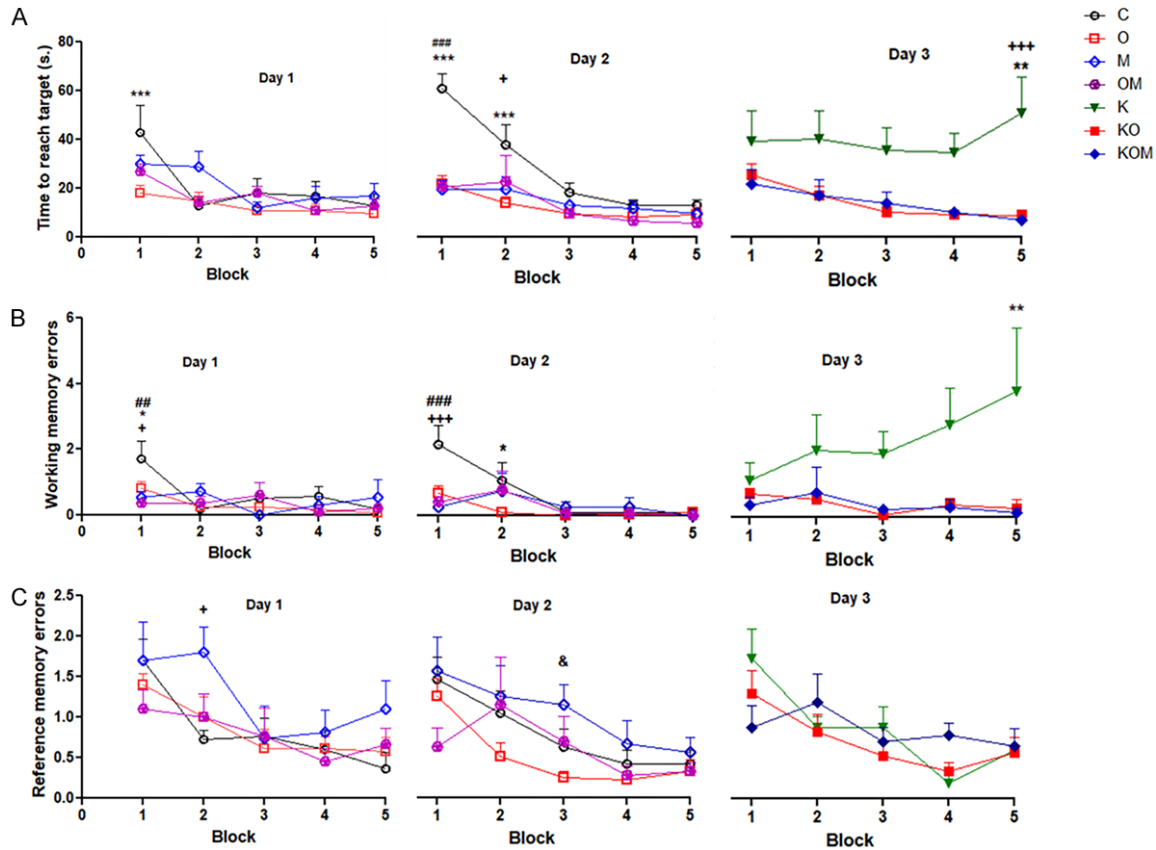 A
Time to reach target (s.)
80
60
40
20
0
Day 1
***
0 1 2 3 4 5
Block
Day 2
###
***
+
***
1 2 3 4 5
Block
Day 3
+++
**
1 2 3 4 5
Block
C
O
M
OM
K
KO
KOM
B
Working memory errors
6
4
2
0
Day 1
##
*
+
0 1 2 3 4 5
Block
Day 2
###
+++
*
1 2 3 4 5
Block
Day 3
**
1 2 3 4 5
Block
C
Reference memory errors
2.5
2.0
1.5
1.0
0.5
0.0
Day 1
+
0 1 2 3 4 5
Block
Day 2
&
1 2 3 4 5
Block
Day 3
1 2 3 4 5
Block